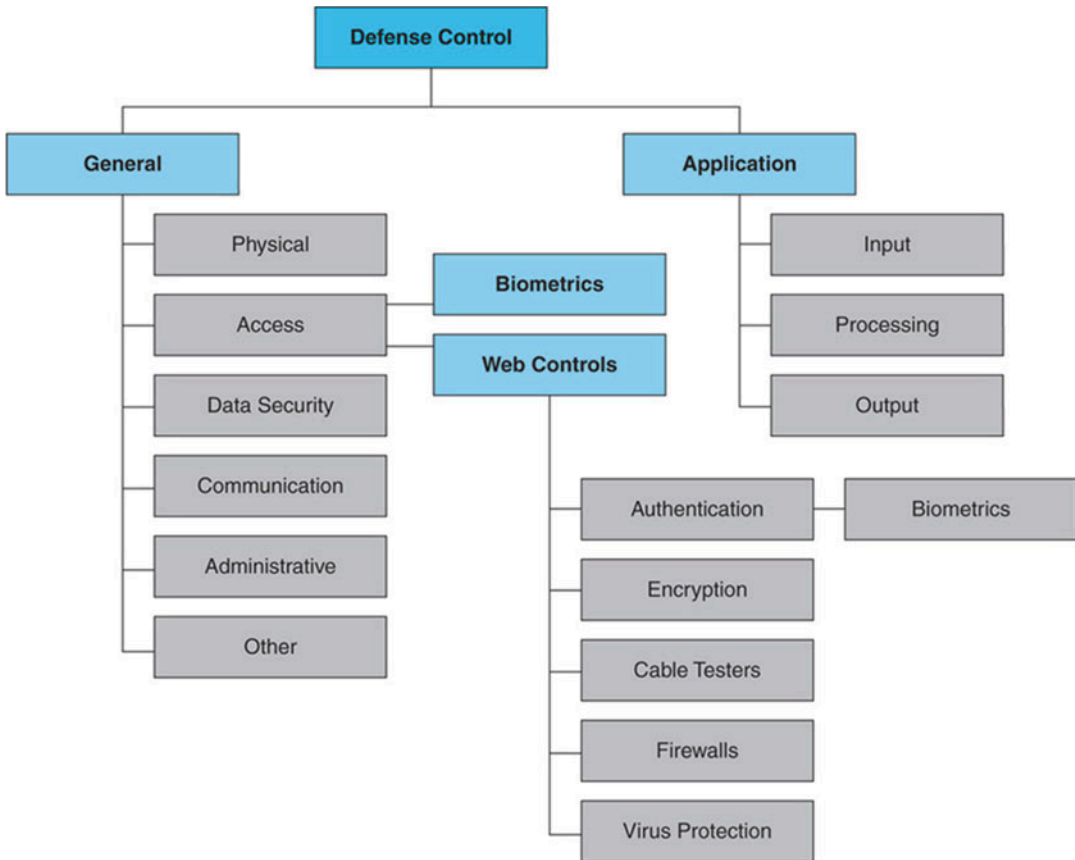 Defense Control
General
Application
Physical
Input
Biometrics
Access
Processing
Web Controls
Data Security
Output
Communication
Authentication
Biometrics
Administrative
Encryption
Other
Cable Testers
Firewalls
Virus Protection